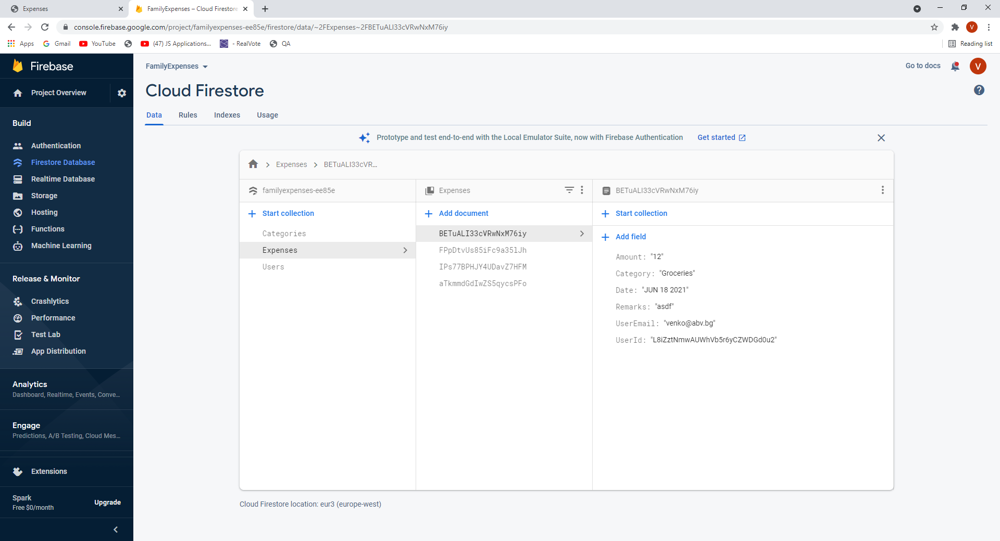 Expenses
FamilyExpenses – Cloud Firestore
console.firebase.google.com/project/familyexpenses-ee85e/firestore/data/~2FExpenses~2FBETuALI33cVRwNxM76iy
V
Apps
Gmail
YouTube
(47) JS Applications...
- RealVote
QA
Reading list
Firebase
FamilyExpenses
Go to docs
V
Project Overview
Cloud Firestore
Data
Rules
Indexes
Usage
Build
Authentication
Firestore Database
Realtime Database
Storage
Hosting
Functions
Machine Learning
Release & Monitor
Crashlytics
Performance
Test Lab
App Distribution
Analytics
Dashboard, Realtime, Events, Conve...
Engage
Predictions, A/B Testing, Cloud Mes...
Extensions
Spark
Free $0/month
Upgrade
Prototype and test end-to-end with the Local Emulator Suite, now with Firebase Authentication
Get started
Expenses
BETuALI33cVR...
familyexpenses-ee85e
Start collection
Categories
Expenses
Users
Expenses
Add document
BETuALI33cVRwNxM76iy
FPpDtvUs85iFc9a35lJh
IPs77BPHJY4UDavZ7HFM
aTkmmdGdIwZS5qycsPFo
BETuALI33cVRwNxM76iy
Start collection
Add field
Amount: "12"
Category: "Groceries"
Date: "JUN 18 2021"
Remarks: "asdf"
UserEmail: "venko@abv.bg"
UserId: "L8iZztNmwAUWhVb5r6yCZWDGd0u2"
Cloud Firestore location: eur3 (europe-west)